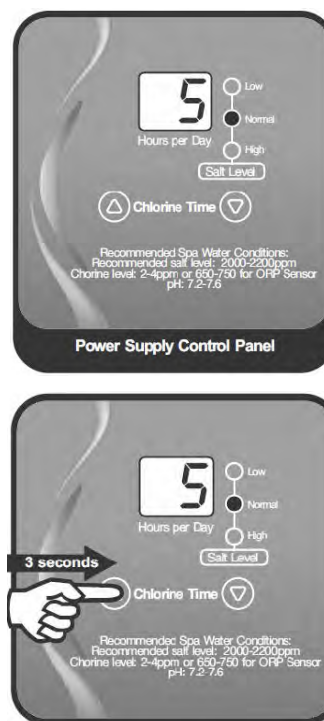 5
Low
Normal
High
Hours per Day
Salt Level
Chlorine Time
Recommended Spa Water Conditions:
Recommended salt level: 2000-2200ppm
Chorine level: 2-4ppm or 650-750 for ORP Sensor
pH: 7.2-7.6
Power Supply Control Panel
5
Low
Normal
High
Hours per Day
Salt Level
3 seconds
Chlorine Time
Recommended Spa Water Conditions:
Recommended salt level: 2000-2200ppm
Chorine level: 2-4ppm or 650-750 for ORP Sensor
pH: 7.2-7.6